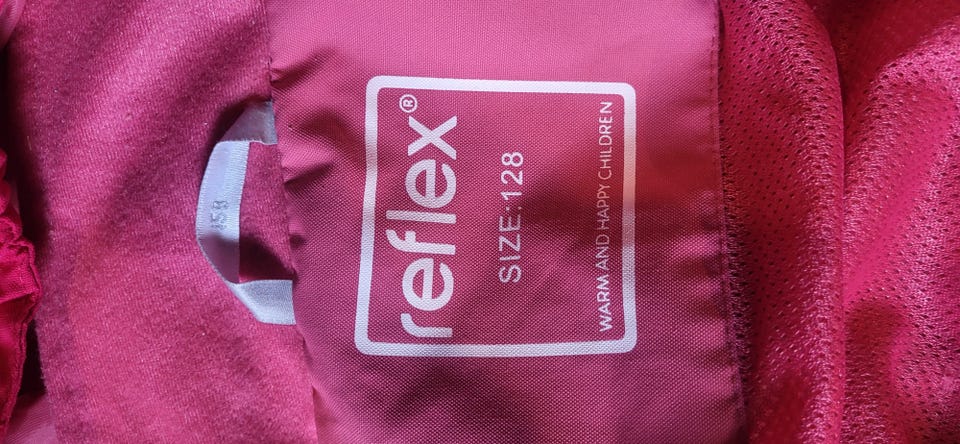 reflex®
SIZE: 128
WARM AND HAPPY CHILDREN